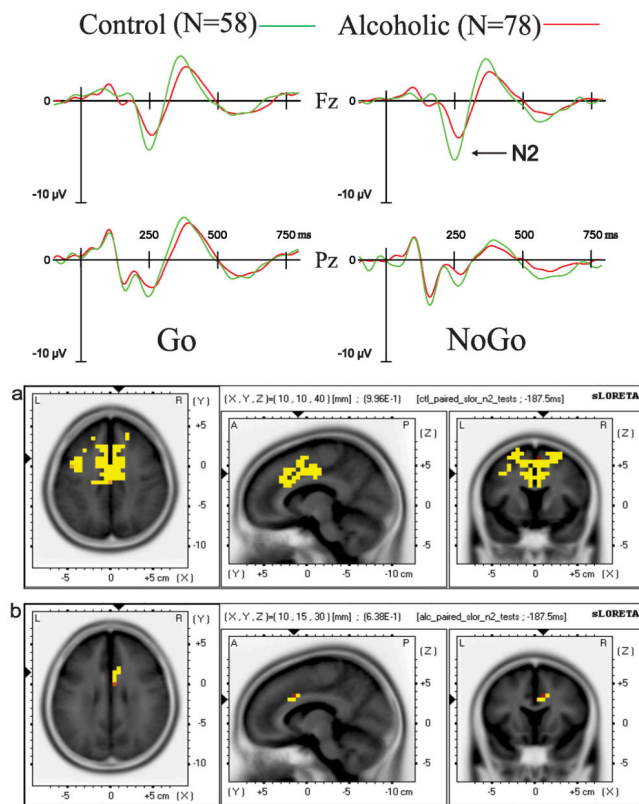 Control (N=58) Alcoholic (N=78)
0 Fz
N2
-10 µV
250 500 750 ms 250 500 750 ms
0 Pz
Go NoGo
-10 µV -10 µV
a
L R (Y) (X, Y, Z)=(10, 10, 40) [mm] ; (9.96E-1) [ctl_paired_slor_n2_tests ; -187.5ms] sLORETA
A P (Z) L R (Z)
+5 +5 +5
0 0 0
-5 -5 -5
-10
-5 0 +5 cm (X) (Y) +5 0 -5 -10 cm -5 0 +5 cm (X)
b
L R (Y) (X, Y, Z)=(10, 15, 30) [mm] ; (6.38E-1) [alc_paired_slor_n2_tests ; -187.5ms] sLORETA
A P (Z) L R (Z)
+5 +5 +5
0 0 0
-5 -5 -5
-10
-5 0 +5 cm (X) (Y) +5 0 -5 -10 cm -5 0 +5 cm (X)